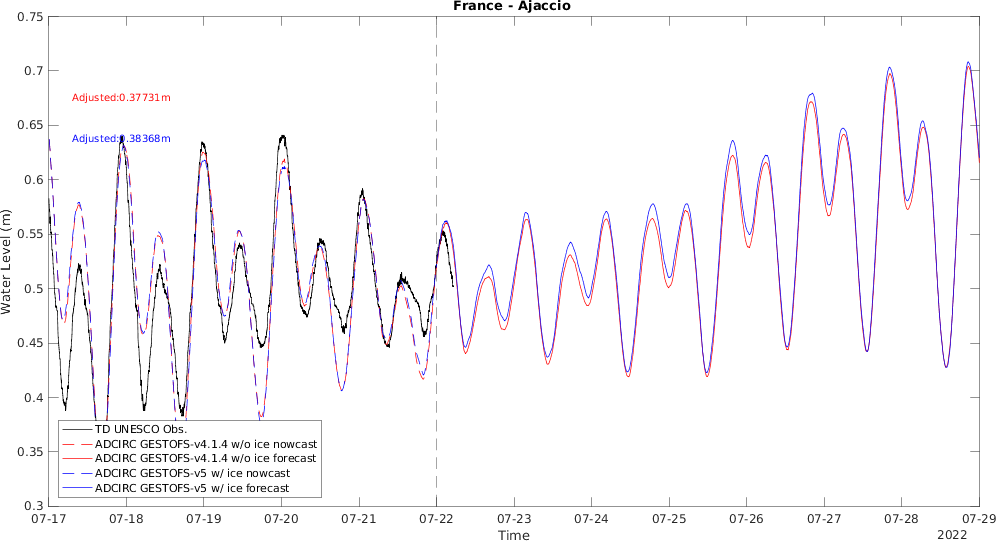 France - Ajaccio
0.75
0.7
0.65
0.6
0.55
0.5
0.45
0.4
0.35
0.3
Water Level (m)
Adjusted:0.37731m
Adjusted:0.38368m
TD UNESCO Obs.
ADCIRC GESTOFS-v4.1.4 w/o ice nowcast
ADCIRC GESTOFS-v4.1.4 w/o ice forecast
ADCIRC GESTOFS-v5 w/ ice nowcast
ADCIRC GESTOFS-v5 w/ ice forecast
07-17 07-18 07-19 07-20 07-21 07-22 07-23 07-24 07-25 07-26 07-27 07-28 07-29
Time
2022